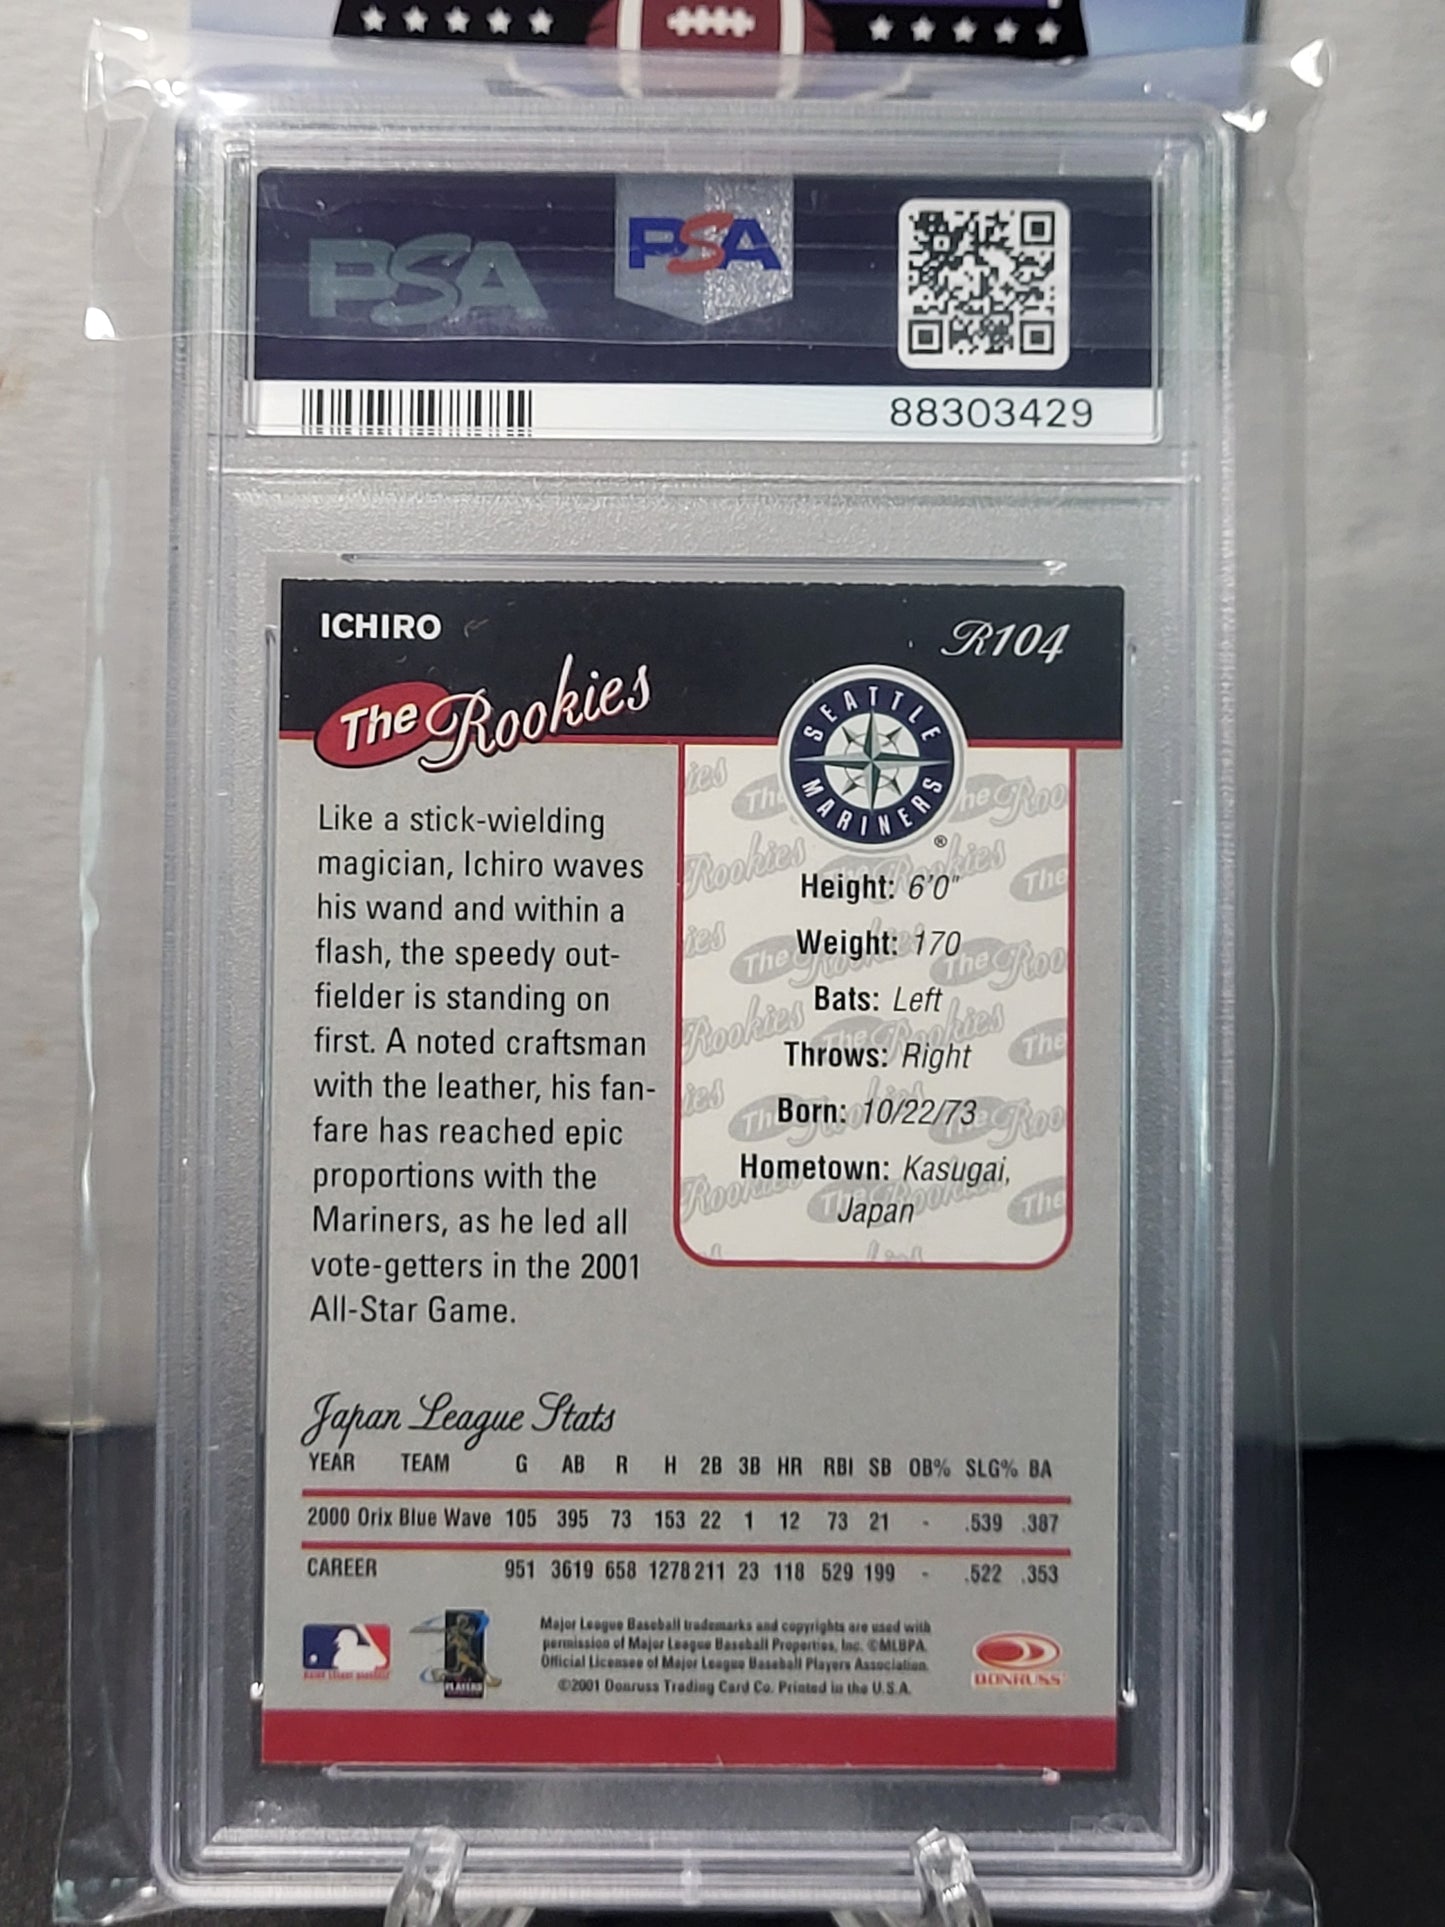 PSA
PSA
88303429
ICHIRO
R104
The Rookies
SEATTLE
MARINERS
®
Like a stick-wielding
magician, Ichiro waves
his wand and within a
flash, the speedy out-
fielder is standing on
first. A noted craftsman
with the leather, his fan-
fare has reached epic
proportions with the
Mariners, as he led all
vote-getters in the 2001
All-Star Game.
Height: 6'0"
Weight: 170
Bats: Left
Throws: Right
Born: 10/22/73
Hometown: Kasugai,
Japan
Japan League Stats
YEAR TEAM G AB R H 2B 3B HR RBI SB OB% SLG% BA
2000 Orix Blue Wave 105 395 73 153 22 1 12 73 21 - .539 .387
CAREER 951 3619 658 1278 211 23 118 529 199 - .522 .353
Major League Baseball trademarks and copyrights are used with
permission of Major League Baseball Properties, Inc. ©MLBPA.
Official Licensee of Major League Baseball Players Association.
©2001 Donruss Trading Card Co. Printed in the U.S.A.
PLAYERS
DONRUSS